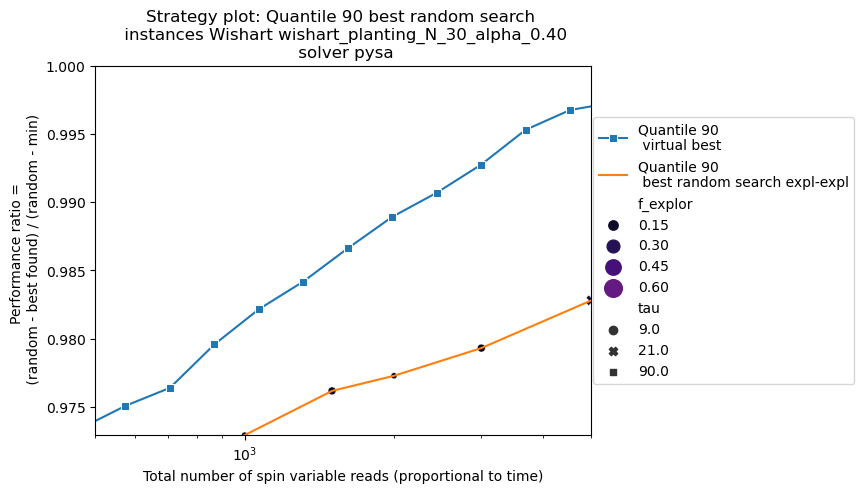 Strategy plot: Quantile 90 best random search
instances Wishart wishart_planting_N_30_alpha_0.40
solver pysa
1.000
0.995
0.990
0.985
0.980
0.975
Performance ratio =
(random - best found) / (random - min)
10^3
Total number of spin variable reads (proportional to time)
Quantile 90
virtual best
Quantile 90
best random search expl-expl
f_explor
0.15
0.30
0.45
0.60
tau
9.0
21.0
90.0